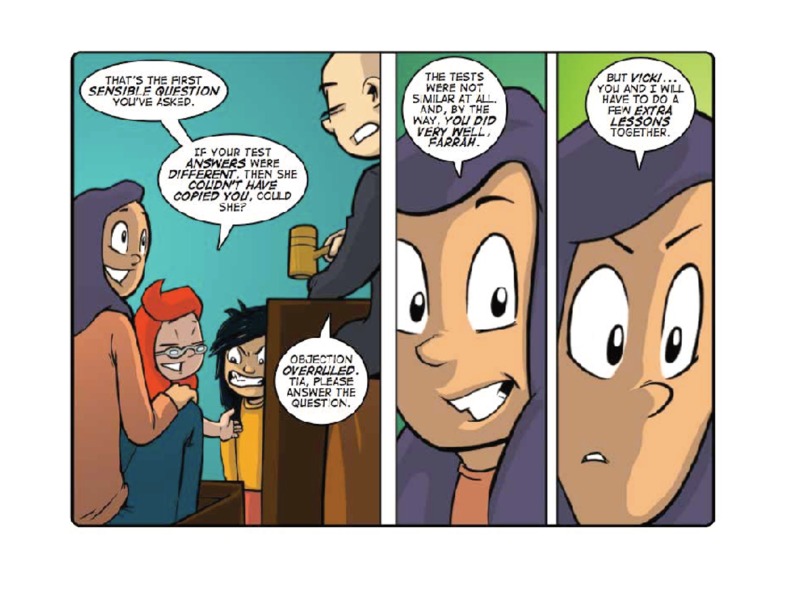 THAT'S THE FIRST
SENSIBLE QUESTION
YOU'VE ASKED.
IF YOUR TEST
ANSWERS WERE
DIFFERENT, THEN SHE
COULDN'T HAVE
COPIED YOU, COULD
SHE?
OBJECTION
OVERRULED.
TIA, PLEASE
ANSWER THE
QUESTION.
THE TESTS
WERE NOT
SIMILAR AT ALL.
AND, BY THE
WAY, YOU DID
VERY WELL,
FARRAH.
BUT VICKI...
YOU AND I WILL
HAVE TO DO A
FEW EXTRA
LESSONS
TOGETHER.